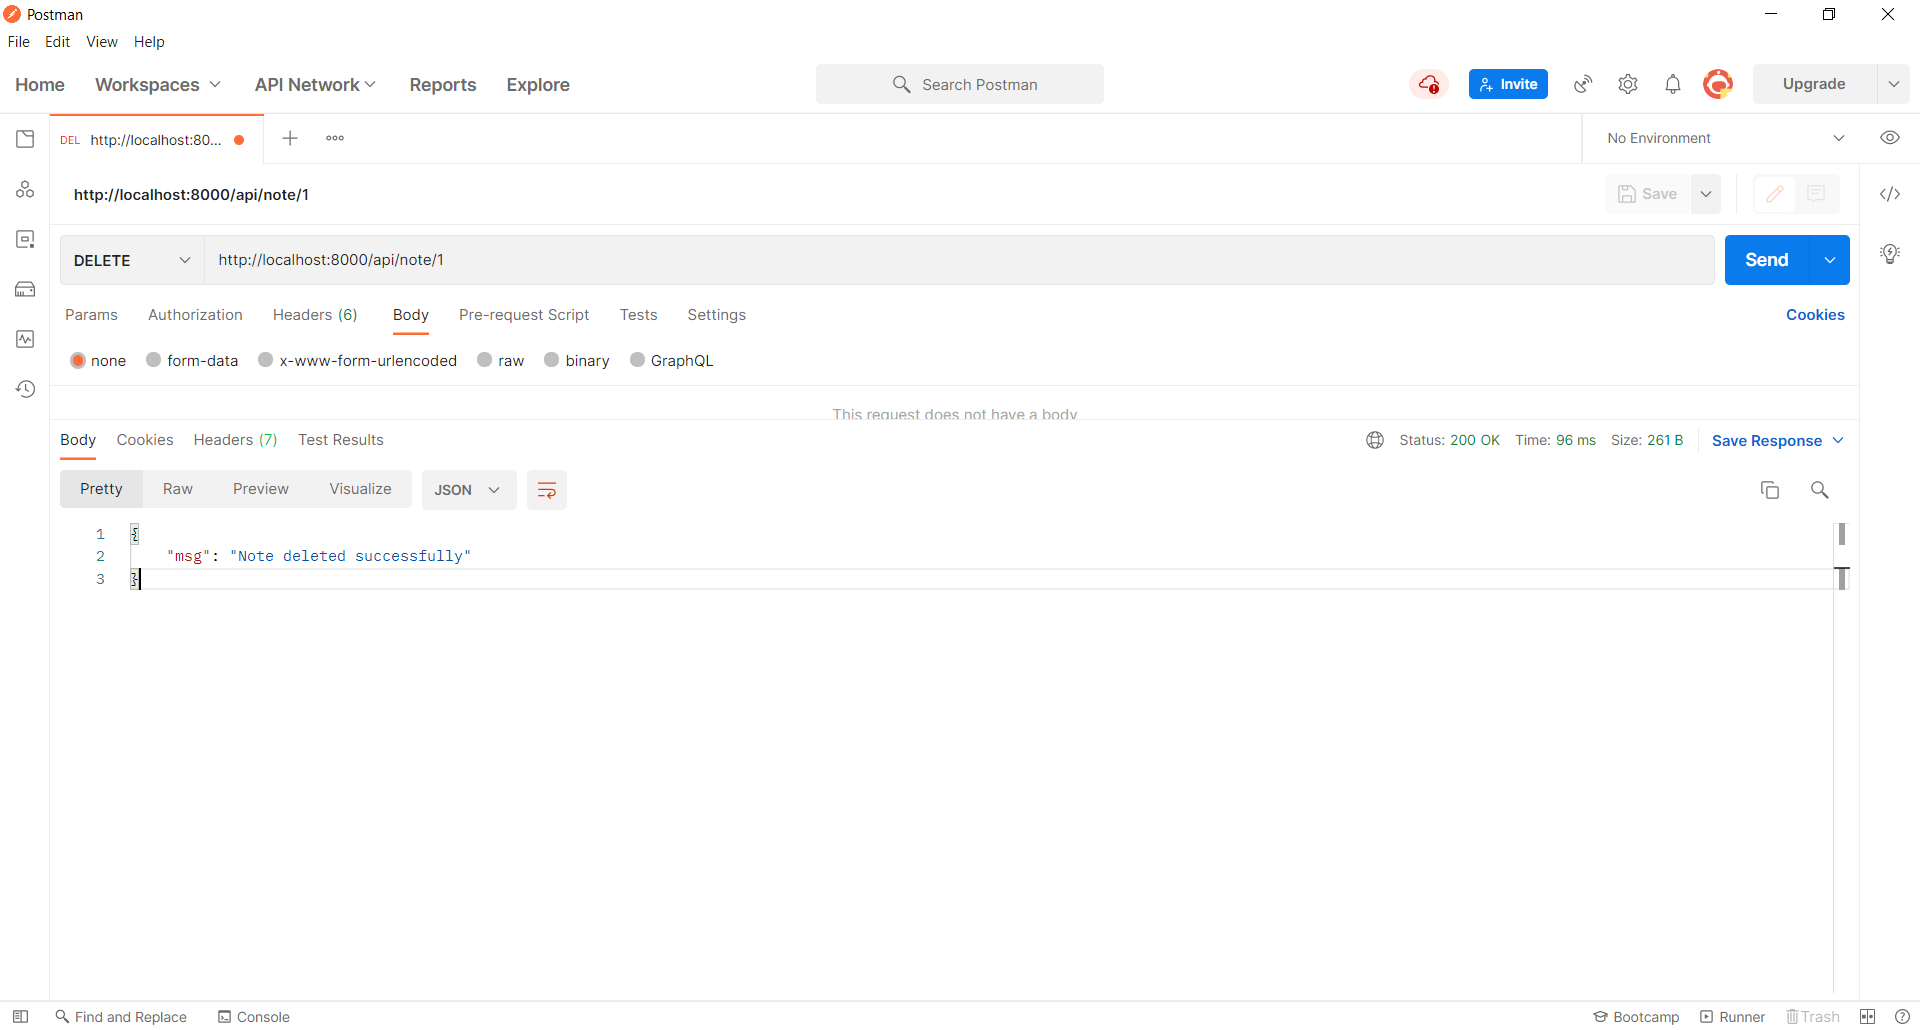 Postman
File Edit View Help
Home Workspaces API Network Reports Explore Search Postman Invite Upgrade
DEL http://localhost:80... No Environment
http://localhost:8000/api/note/1 Save
DELETE http://localhost:8000/api/note/1 Send
Params Authorization Headers (6) Body Pre-request Script Tests Settings Cookies
none form-data x-www-form-urlencoded raw binary GraphQL
This request does not have a body
Body Cookies Headers (7) Test Results Status: 200 OK Time: 96 ms Size: 261 B Save Response
Pretty Raw Preview Visualize JSON
1 {
2 "msg": "Note deleted successfully"
3 }
Find and Replace Console Bootcamp Runner Trash